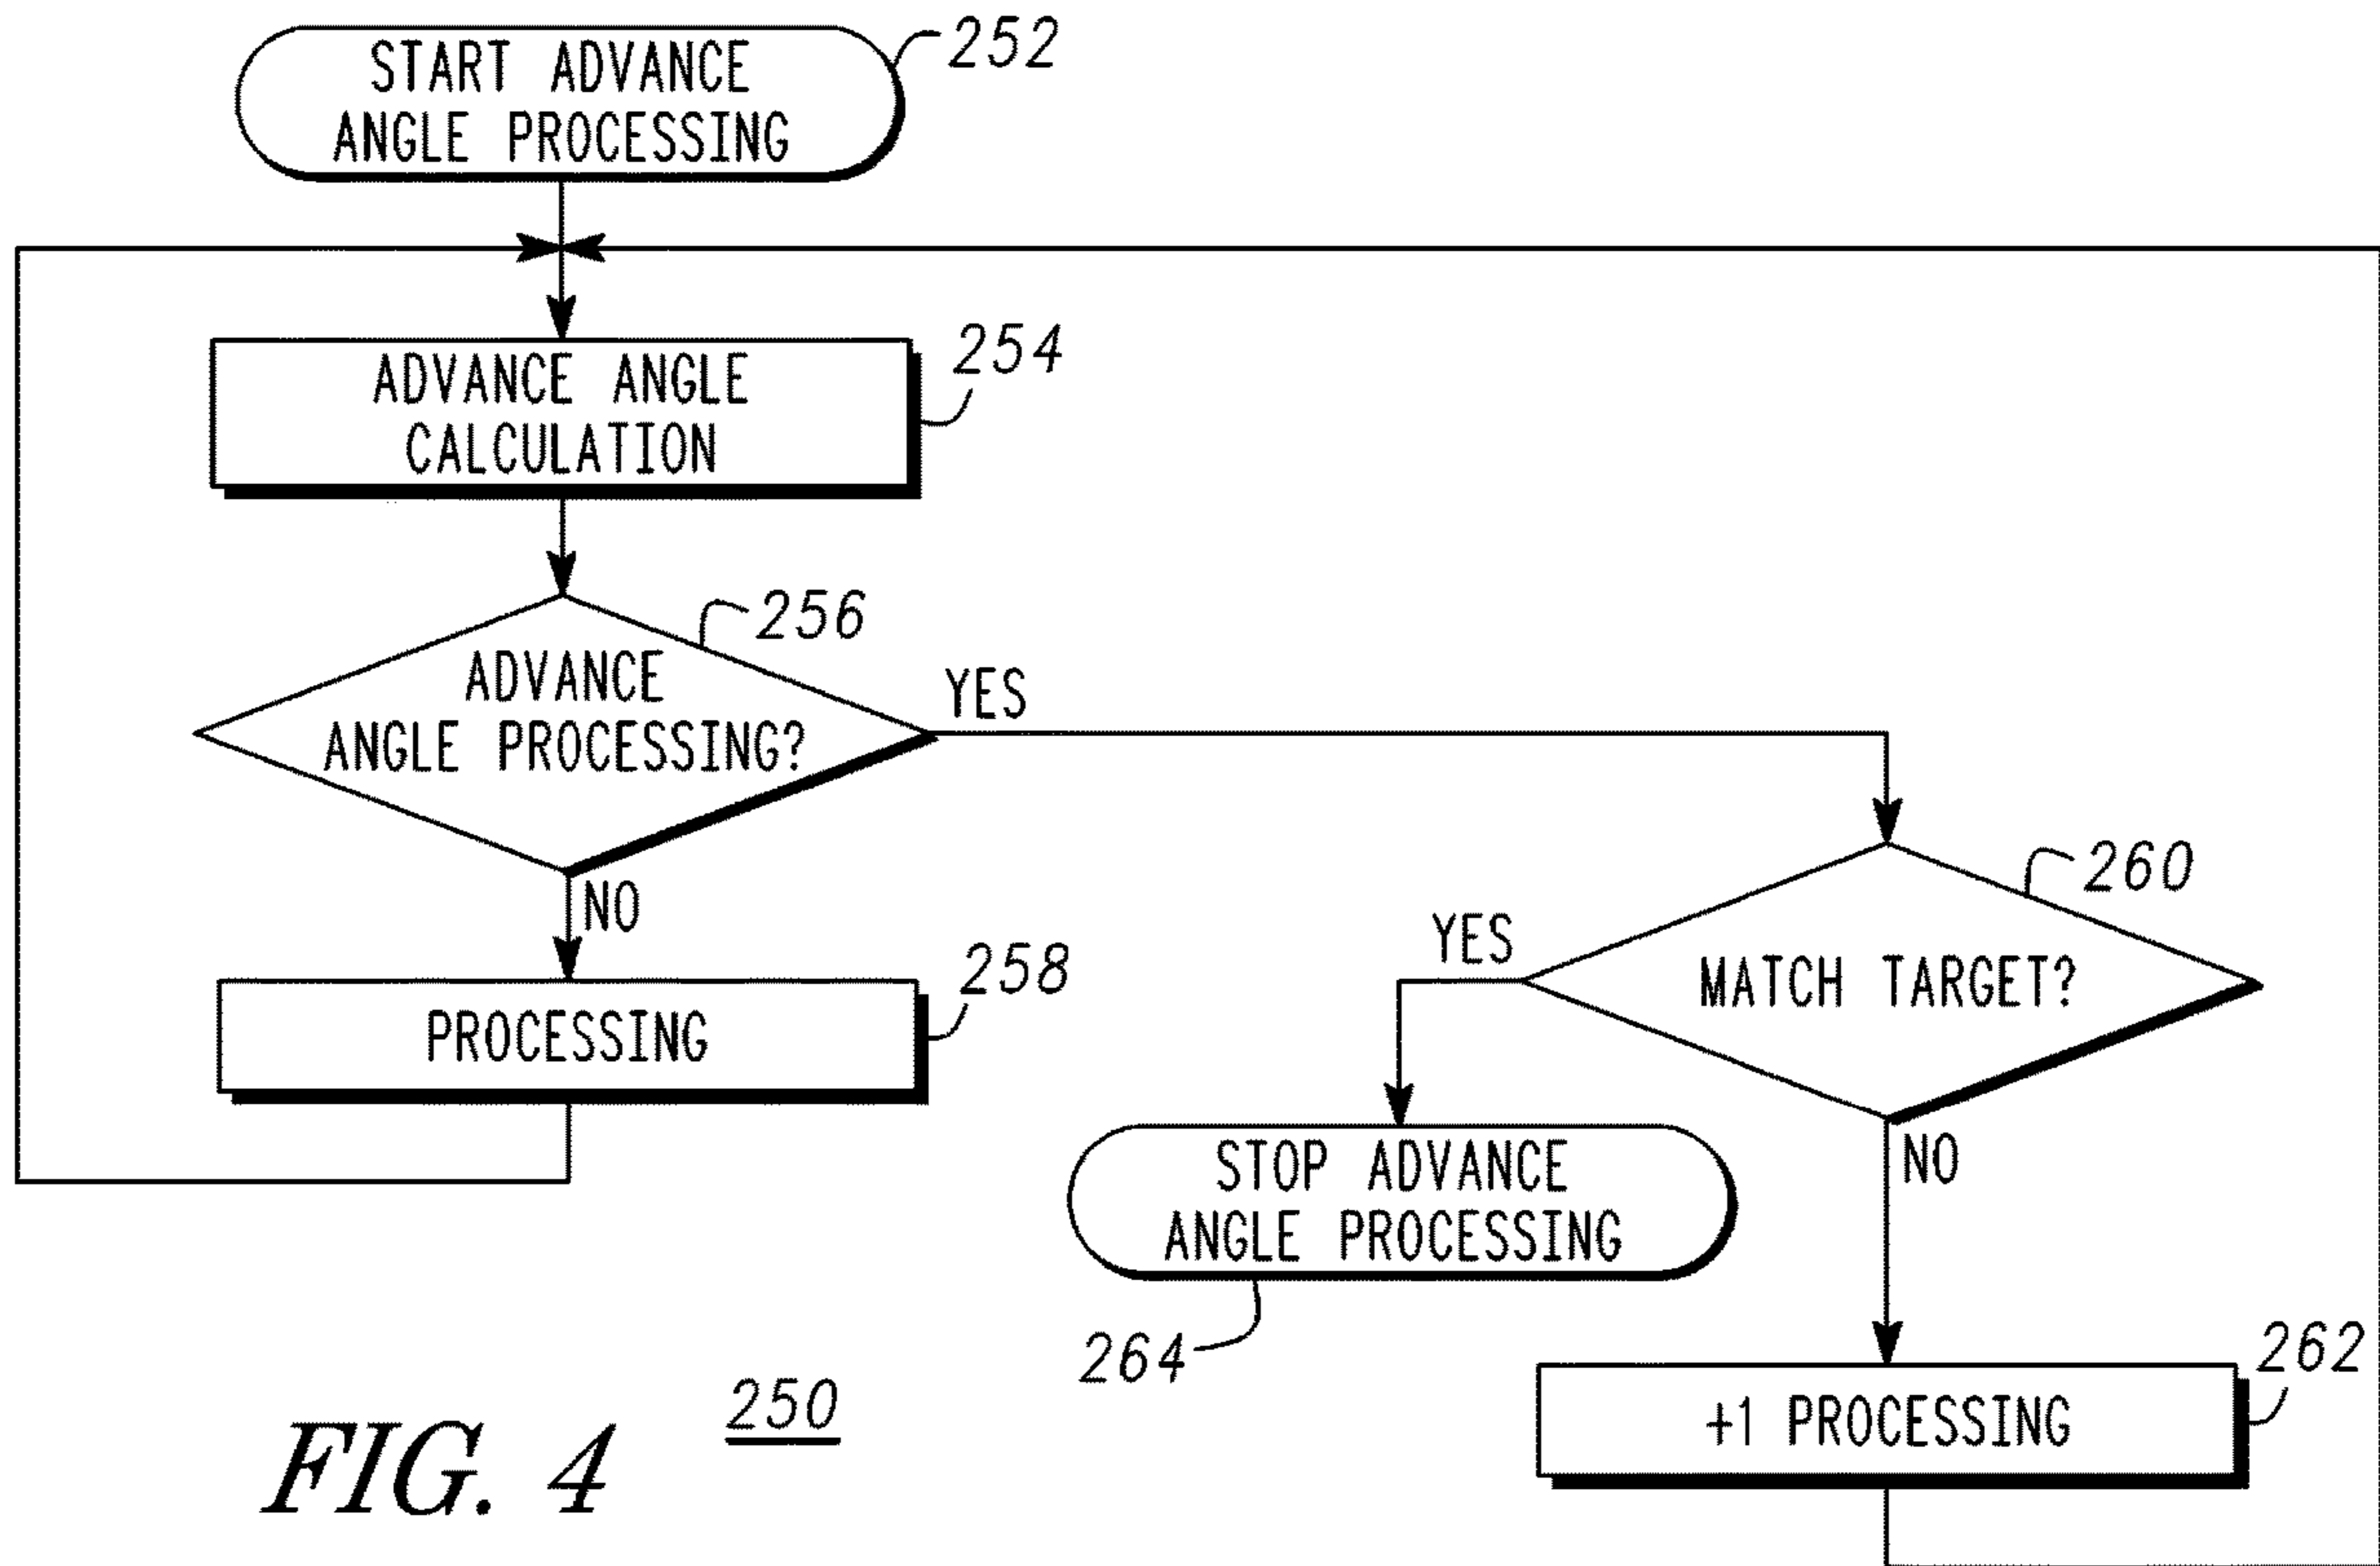 START ADVANCE
ANGLE PROCESSING
252
ADVANCE ANGLE
CALCULATION
254
256
ADVANCE
ANGLE PROCESSING?
YES
NO
PROCESSING
258
260
MATCH TARGET?
YES
NO
STOP ADVANCE
ANGLE PROCESSING
264
262
+1 PROCESSING
250
FIG. 4